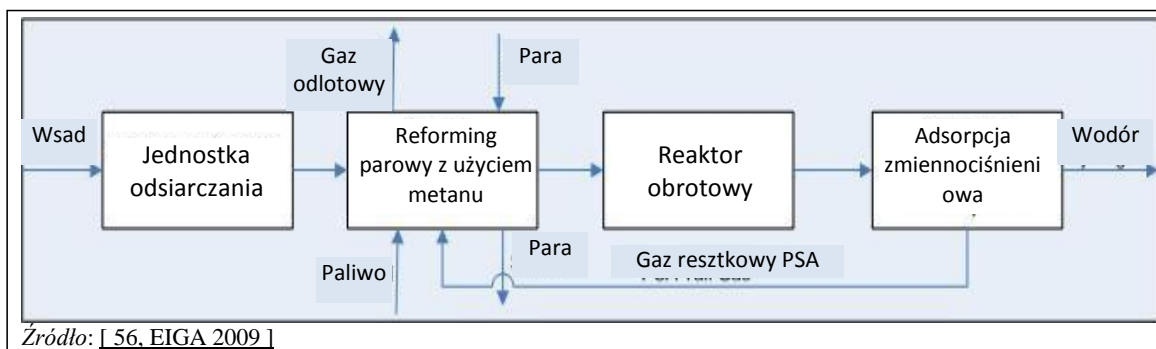 Gaz
odlotowy
Para
Wsad
Jednostka
odsiarczania
Reforming
parowy z użyciem
metanu
Reaktor
obrotowy
Adsorpcja
zmiennociśnieni
owa
Wodór
Paliwo
Para
Gaz resztkowy PSA
Źródło: [ 56, EIGA 2009 ]